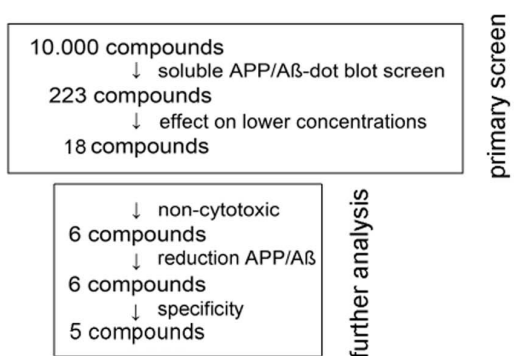 10.000 compounds
↓ soluble APP/Aß-dot blot screen
223 compounds
↓ effect on lower concentrations
18 compounds
primary screen
↓ non-cytotoxic
6 compounds
↓ reduction APP/Aß
6 compounds
↓ specificity
5 compounds
further analysis